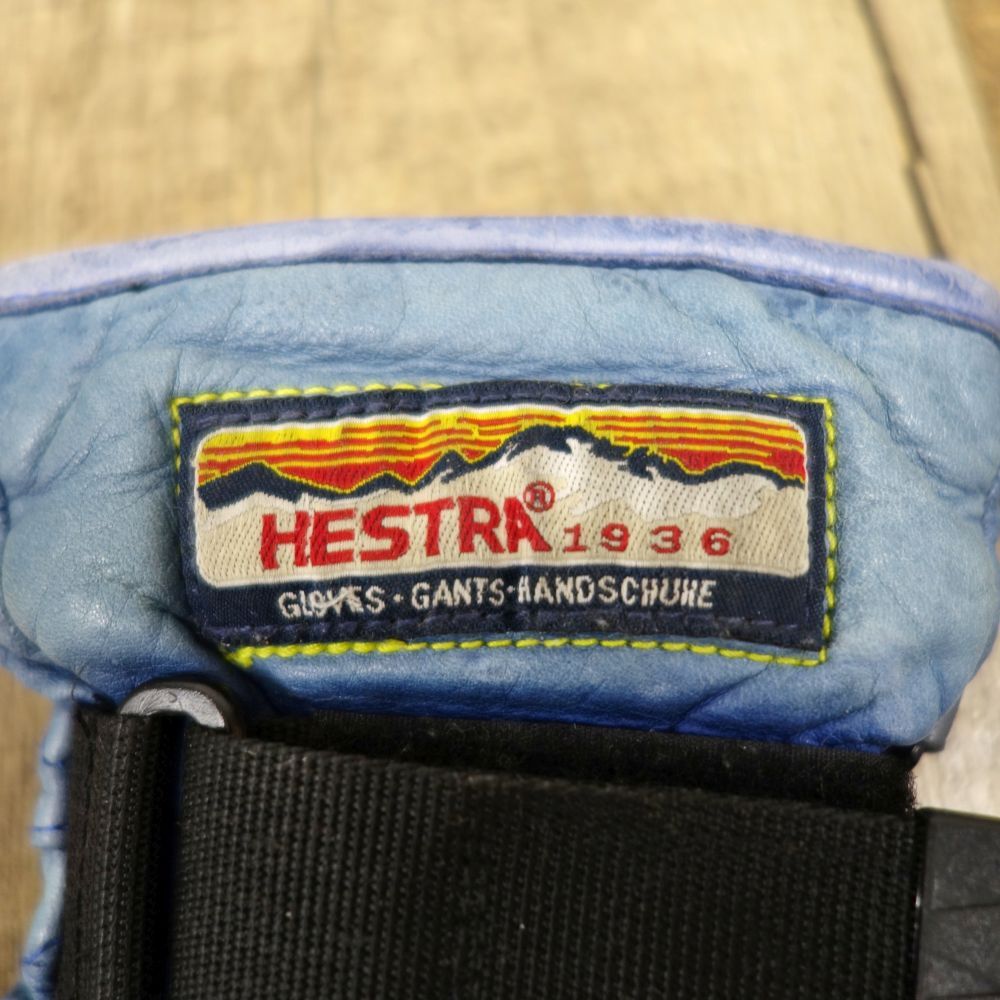 HESTRA® 1936
GLOVES · GANTS · HANDSCHUHE